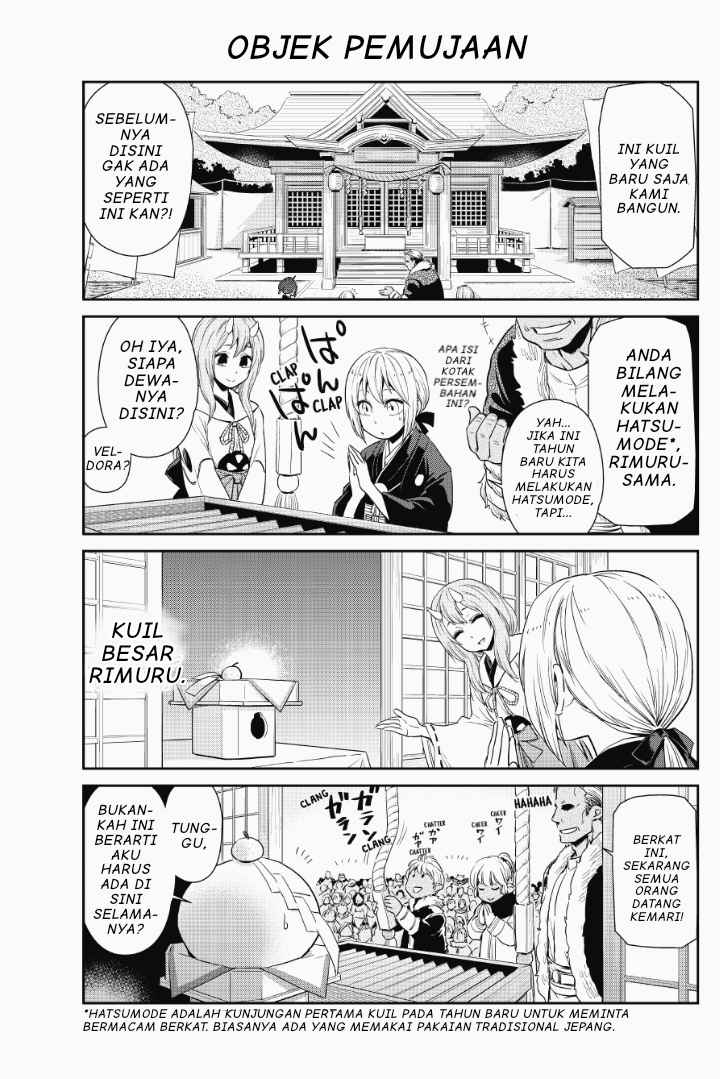 OBJEK PEMUJAAN
INI KUIL
YANG
BARU SAJA
KAMI
BANGUN.
SEBELUM-
NYA
DISINI
GAK ADA
YANG
SEPERTI
INI KAN?!
ANDA
BILANG
MELA-
KUKAN
HATSU-
MODE*,
RIMURU-
SAMA.
YAH...
JIKA INI
TAHUN
BARU KITA
HARUS
MELAKUKAN
HATSUMODE,
TAPI...
APA ISI
DARI
KOTAK
PERSEM-
BAHAN
INI?
ぱん
CLAP
ぱん
CLAP
OH IYA,
SIAPA
DEWA-
NYA
DISINI?
VEL-
DORA?
KUIL
BESAR
RIMURU.
BERKAT
INI,
SEKARANG
SEMUA
ORANG
DATANG
KEMARI!
HAHAHA
CHEER
ワイ
CHEER
ワイ
CHATTER
ガヤ
ガヤ
CHATTER
ガラン
CLANG
ガラン
CLANG
TUNG-
GU,
BUKAN-
KAH INI
BERARTI
AKU
HARUS
ADA DI
SINI
SELAMA-
NYA?
*HATSUMODE ADALAH KUNJUNGAN PERTAMA KUIL PADA TAHUN BARU UNTUK MEMINTA
BERMACAM BERKAT. BIASANYA ADA YANG MEMAKAI PAKAIAN TRADISIONAL JEPANG.